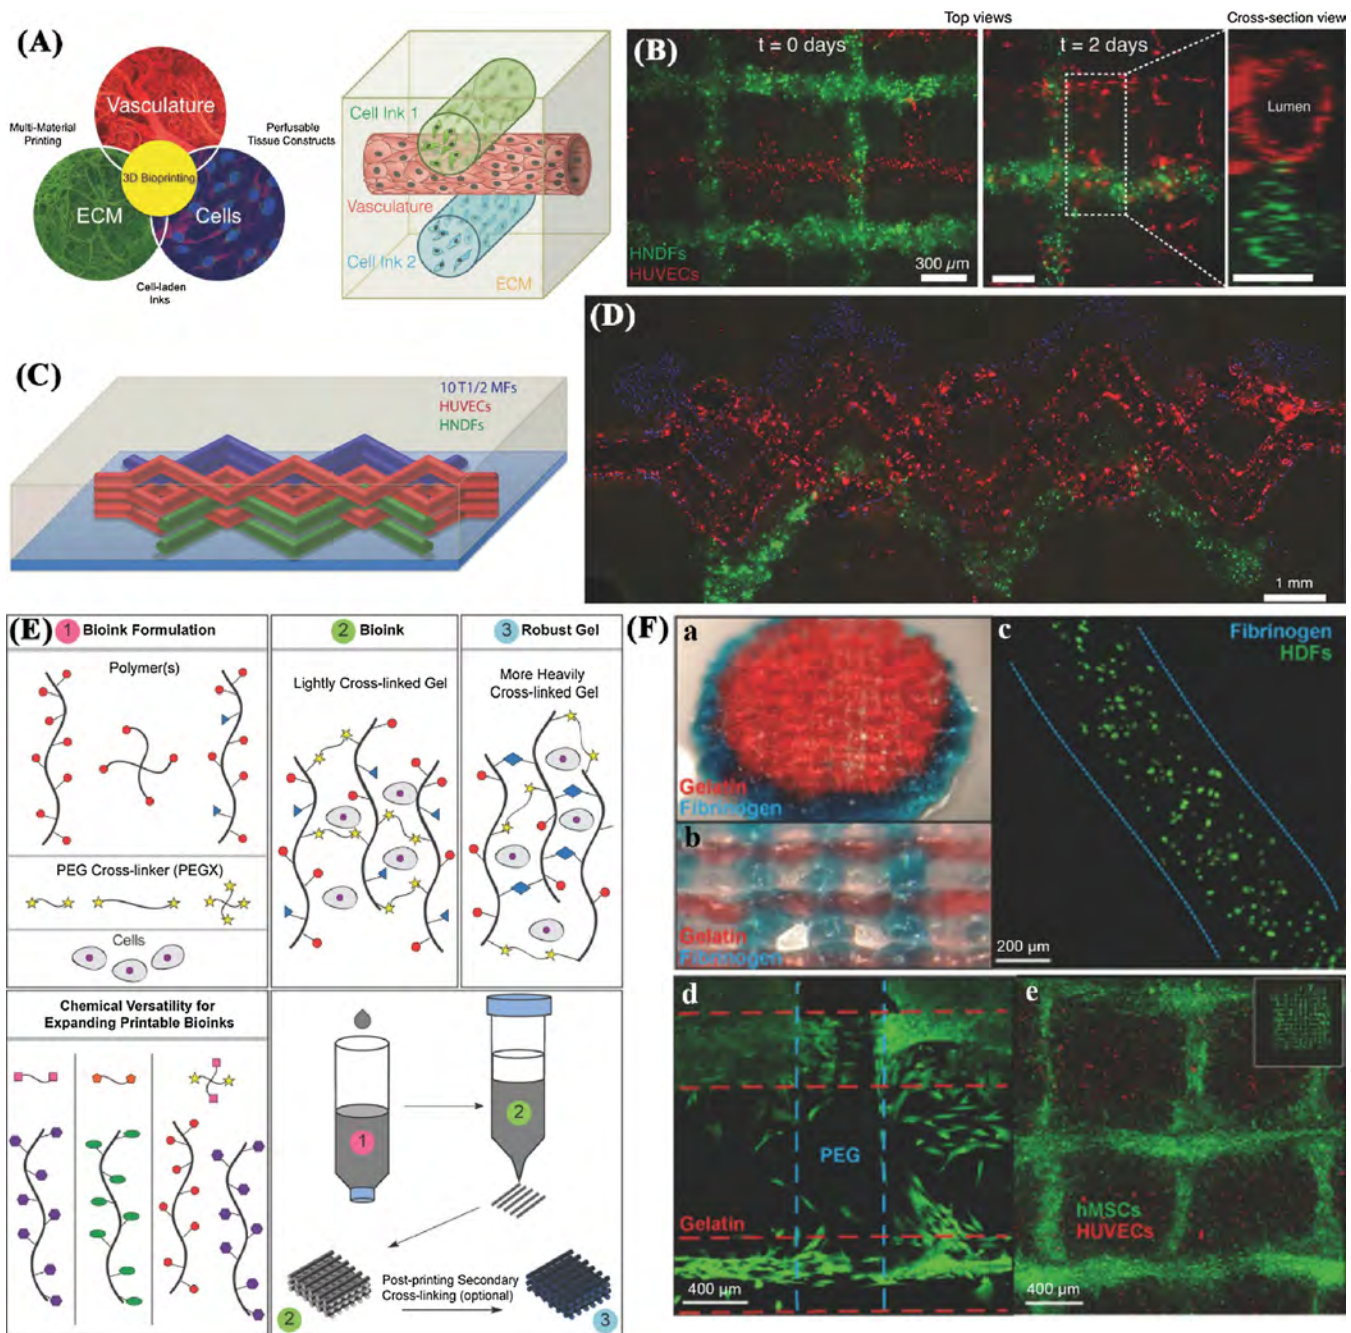 (A)
Vasculature
Multi-Material
Printing
Perfusable
Tissue Constructs
3D Bioprinting
ECM
Cells
Cell-laden
Inks
Cell Ink 1
Vasculature
Cell Ink 2
ECM
Top views
Cross-section view
(B)
t = 0 days
t = 2 days
Lumen
HNDFs
HUVECs
300 µm
(C)
10 T1/2 MFs
HUVECs
HNDFs
(D)
1 mm
(E)
1 Bioink Formulation
Polymer(s)
PEG Cross-linker (PEGX)
Cells
2 Bioink
Lightly Cross-linked Gel
3 Robust Gel
More Heavily
Cross-linked Gel
Chemical Versatility for
Expanding Printable Bioinks
1
2
Post-printing Secondary
Cross-linking (optional)
2
3
(F)
a
Gelatin
Fibrinogen
b
Gelatin
Fibrinogen
c
Fibrinogen
HDFs
200 µm
d
PEG
Gelatin
400 µm
e
hMSCs
HUVECs
400 µm